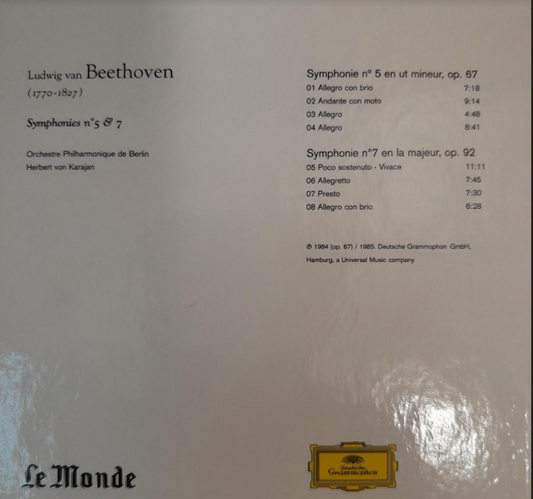 Ludwig van Beethoven
(1770-1827)
Symphonies n°5 & 7
Orchestre Philharmonique de Berlin
Herbert von Karajan
Symphonie n° 5 en ut mineur, op. 67
01 Allegro con brio 7:18
02 Andante con moto 9:14
03 Allegro 4:48
04 Allegro 8:41
Symphonie n°7 en la majeur, op. 92
05 Poco sostenuto - Vivace 11:11
06 Allegretto 7:45
07 Presto 7:30
08 Allegro con brio 6:28
℗ 1984 (op. 67) / 1985. Deutsche Grammophon GmbH,
Hamburg, a Universal Music company
Le Monde
Deutsche
Grammophon